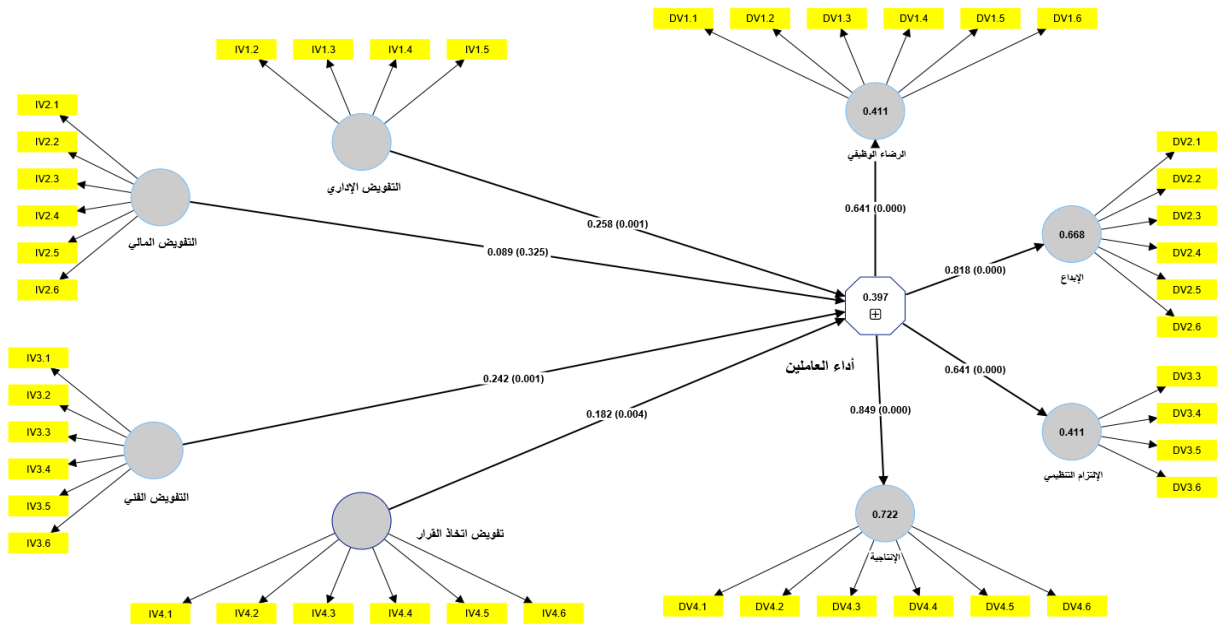 DV1.1
DV1.2
DV1.3
DV1.4
DV1.5
DV1.6
IV1.2
IV1.3
IV1.4
IV1.5
IV2.1
IV2.2
IV2.3
IV2.4
IV2.5
IV2.6
التفويض الإداري
التفويض المالي
0.411
الرضاء الوظيفي
DV2.1
DV2.2
DV2.3
DV2.4
DV2.5
DV2.6
0.668
الإبداع
0.258 (0.001)
0.089 (0.325)
0.641 (0.000)
0.818 (0.000)
0.397
أداء العاملين
0.242 (0.001)
0.182 (0.004)
0.849 (0.000)
0.641 (0.000)
IV3.1
IV3.2
IV3.3
IV3.4
IV3.5
IV3.6
التفويض الفني
DV3.3
DV3.4
DV3.5
DV3.6
0.411
الإلتزام التنظيمي
تفويض اتخاذ القرار
0.722
الإنتاجية
IV4.1
IV4.2
IV4.3
IV4.4
IV4.5
IV4.6
DV4.1
DV4.2
DV4.3
DV4.4
DV4.5
DV4.6